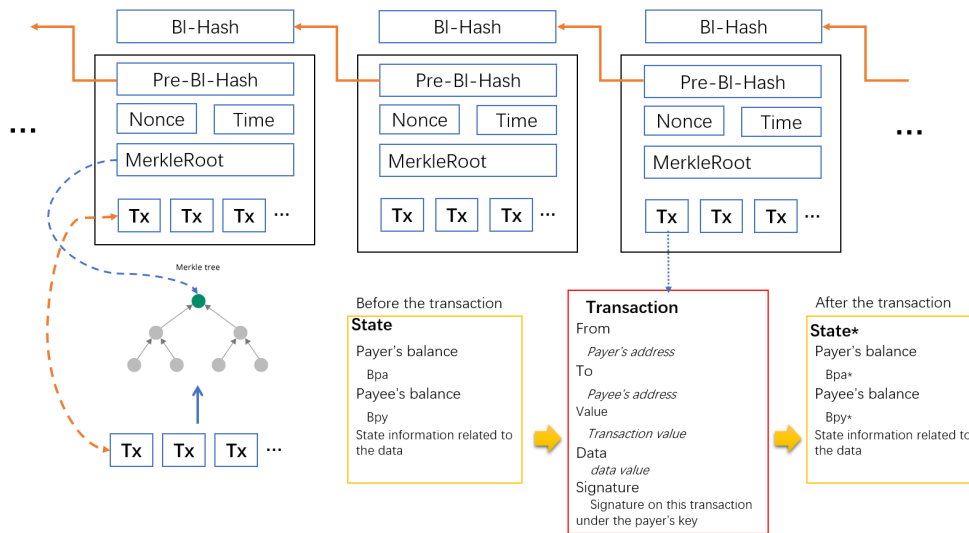 Bl-Hash
Bl-Hash
Bl-Hash
Pre-Bl-Hash
Pre-Bl-Hash
Pre-Bl-Hash
...
Nonce
Time
Nonce
Time
Nonce
Time
...
MerkleRoot
MerkleRoot
MerkleRoot
Tx Tx Tx ...
Tx Tx Tx ...
Tx Tx Tx ...
Merkle tree
Tx Tx Tx ...
Before the transaction
State
Payer's balance
Bpa
Payee's balance
Bpy
State information related to
the data
Transaction
From
Payer's address
To
Payee's address
Value
Transaction value
Data
data value
Signature
Signature on this transaction
under the payer's key
After the transaction
State*
Payer's balance
Bpa*
Payee's balance
Bpy*
State information related to
the data